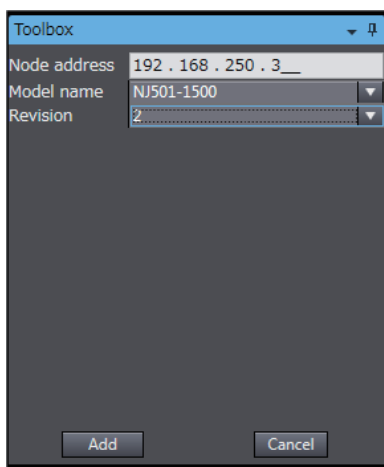 Toolbox
Node address 192 . 168 . 250 . 3__
Model name NJ501-1500
Revision 2
Add Cancel